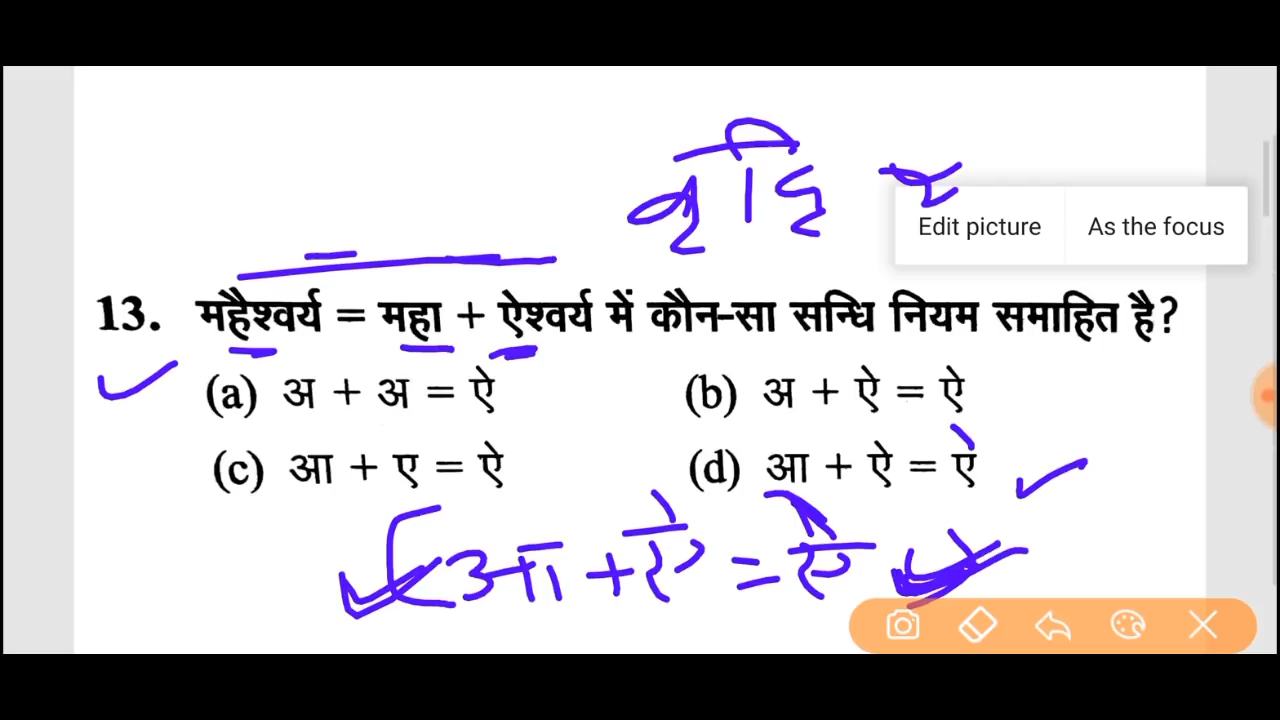 वृद्धि
Edit picture As the focus
13. महैश्वर्य = महा + ऐश्वर्य में कौन-सा सन्धि नियम समाहित है?
(a) अ + अ = ऐ (b) अ + ऐ = ऐ
(c) आ + ए = ऐ (d) आ + ऐ = ऐ
आ + ऐ = ऐ